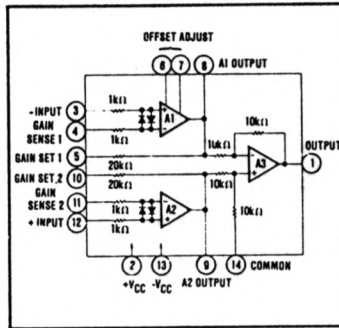 OFFSET ADJUST
6 7 8 A1 OUTPUT
1kΩ
-INPUT 3
GAIN SENSE 1 4
A1
1kΩ
10kΩ
GAIN SET 1 5
20kΩ
10kΩ
OUTPUT
1
A3
GAIN SET 2 10
20kΩ
10kΩ
GAIN SENSE 2 11
1kΩ
A2
10kΩ
+ INPUT 12
1kΩ
2 13 9 14 COMMON
+VCC -VCC A2 OUTPUT